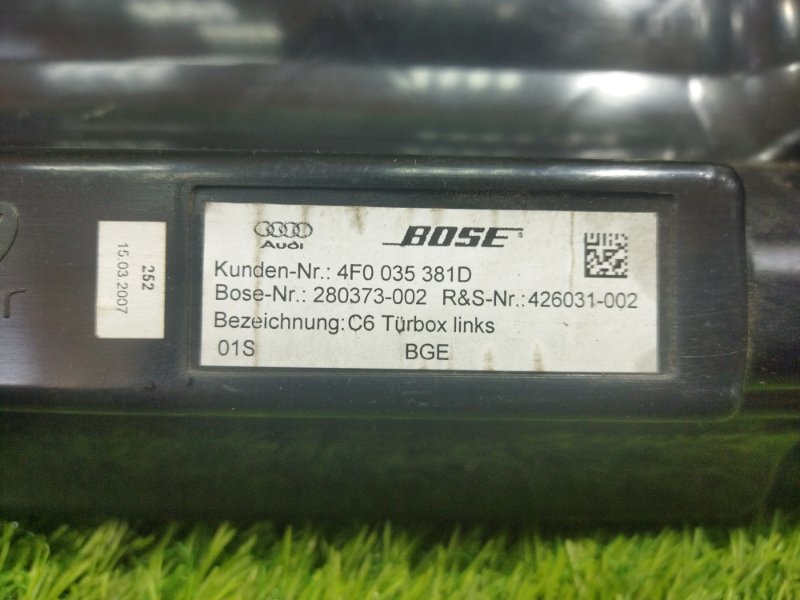 Audi BOSE
Kunden-Nr.: 4F0 035 381D
Bose-Nr.: 280373-002 R&S-Nr.: 426031-002
Bezeichnung: C6 Türbox links
01S BGE
252
15.03.2007
r